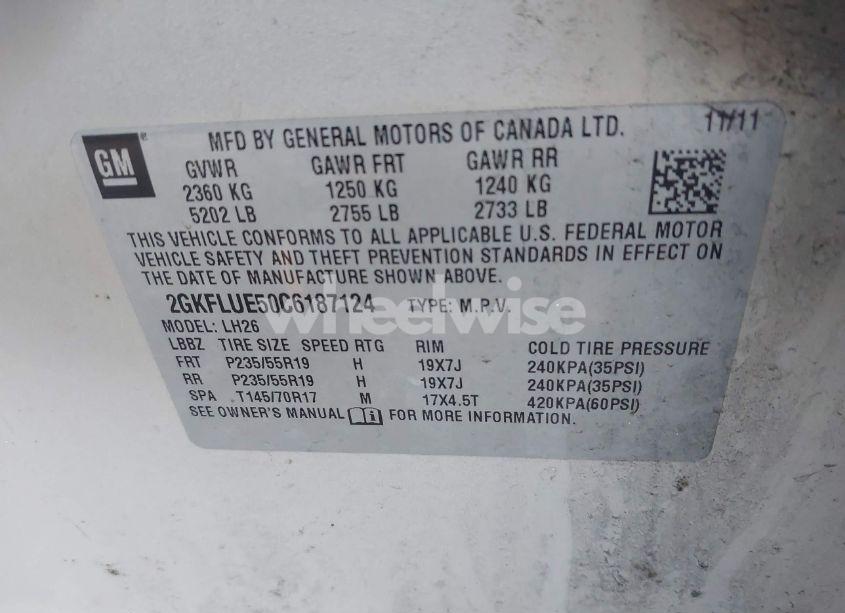 GM
MFD BY GENERAL MOTORS OF CANADA LTD. 11/11
GVWR GAWR FRT GAWR RR
2360 KG 1250 KG 1240 KG
5202 LB 2755 LB 2733 LB
THIS VEHICLE CONFORMS TO ALL APPLICABLE U.S. FEDERAL MOTOR
VEHICLE SAFETY AND THEFT PREVENTION STANDARDS IN EFFECT ON
THE DATE OF MANUFACTURE SHOWN ABOVE.
2GKFLUE50C6187124 TYPE: M.P.V.
wheelwise
MODEL: LH26
LBBZ TIRE SIZE SPEED RTG RIM COLD TIRE PRESSURE
FRT P235/55R19 H 19X7J 240KPA(35PSI)
RR P235/55R19 H 19X7J 240KPA(35PSI)
SPA T145/70R17 M 17X4.5T 420KPA(60PSI)
SEE OWNER'S MANUAL FOR MORE INFORMATION.